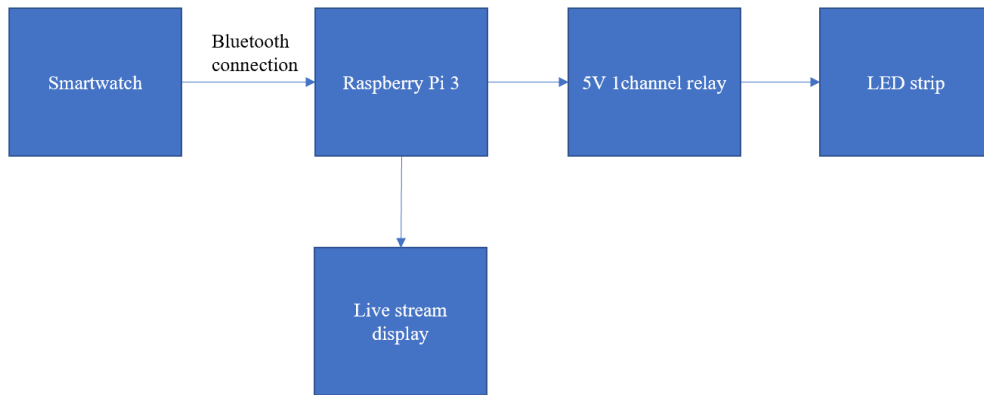 Bluetooth
connection
Smartwatch
Raspberry Pi 3
5V 1channel relay
LED strip
Live stream
display